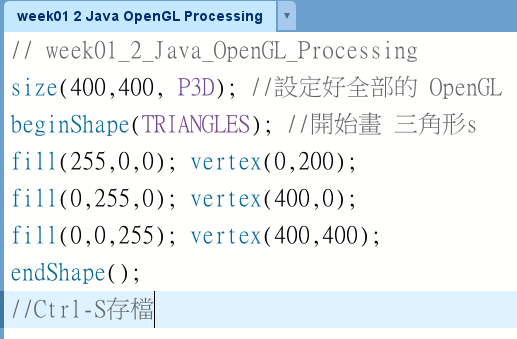 week01 2 Java OpenGL Processing
// week01_2_Java_OpenGL_Processing
size(400,400, P3D); //設定好全部的 OpenGL
beginShape(TRIANGLES); //開始畫 三角形s
fill(255,0,0); vertex(0,200);
fill(0,255,0); vertex(400,0);
fill(0,0,255); vertex(400,400);
endShape();
//Ctrl-S存檔